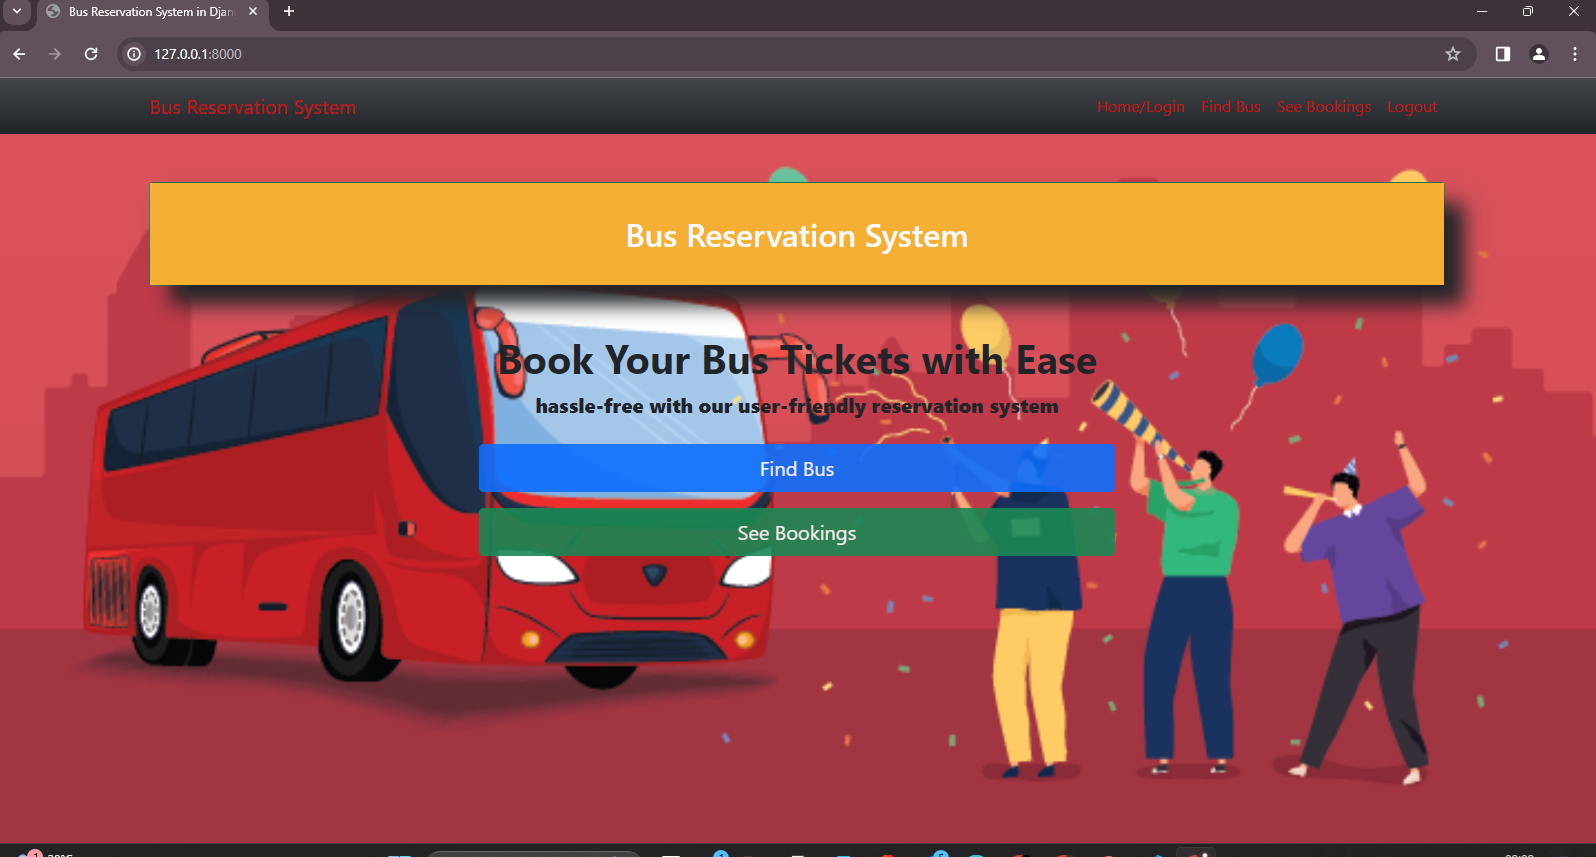 Bus Reservation System in Djan
127.0.0.1:8000
Bus Reservation System
Home/Login Find Bus See Bookings Logout
Bus Reservation System
Book Your Bus Tickets with Ease
hassle-free with our user-friendly reservation system
Find Bus
See Bookings